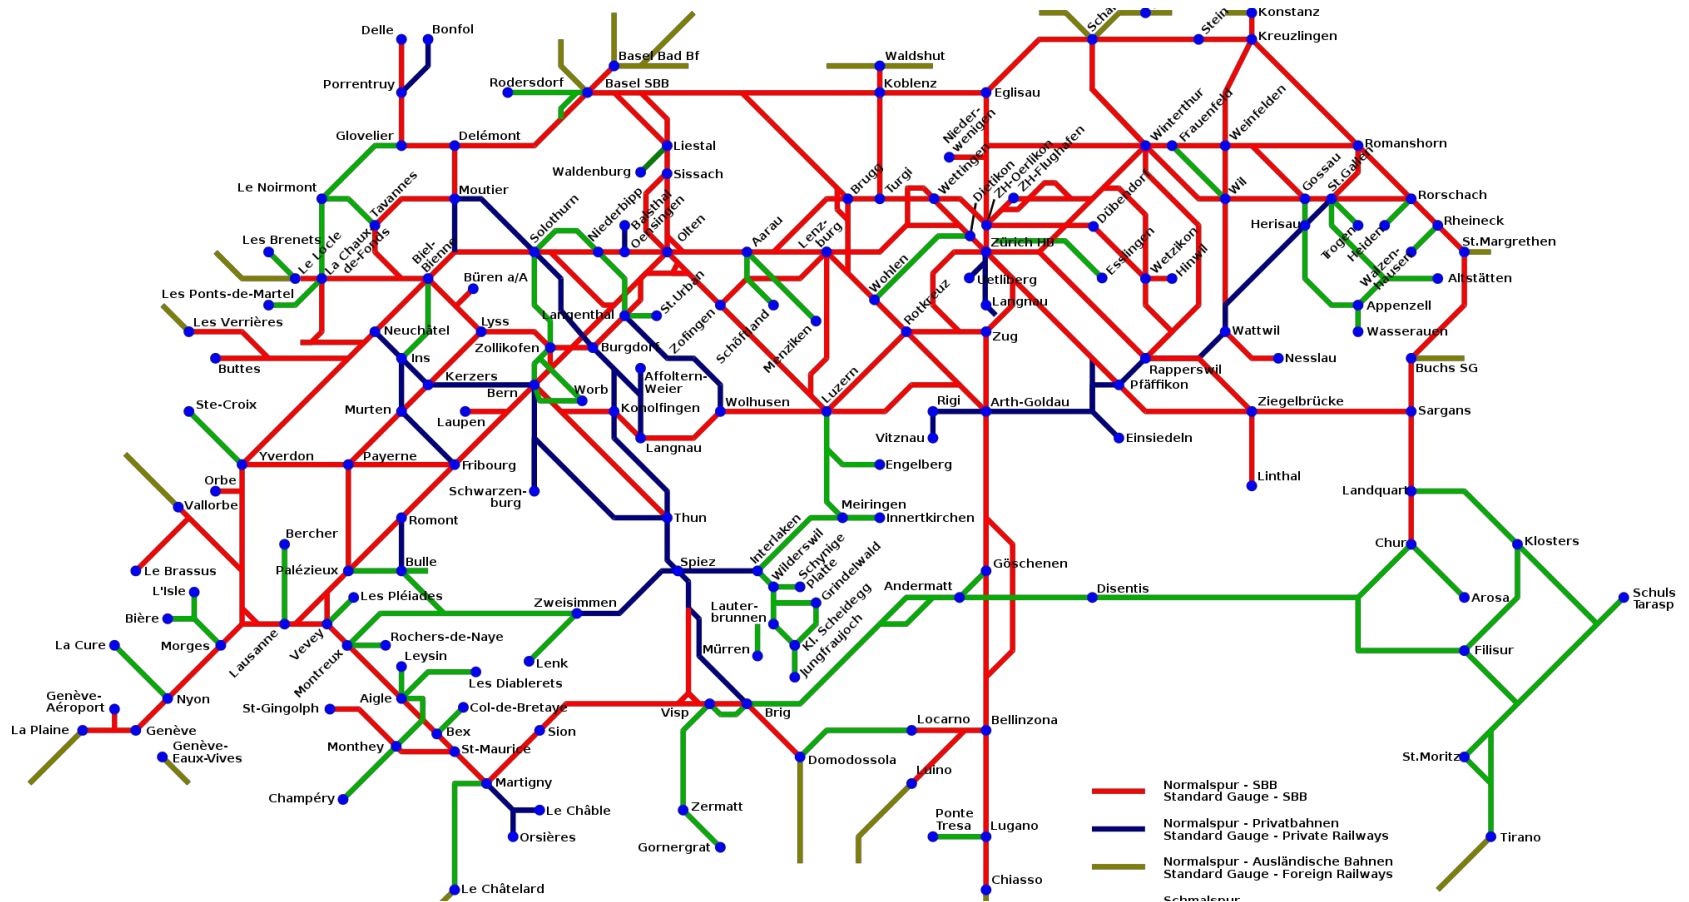 Konstanz
Stein
Delle
Bonfol
Kreuzlingen
Basel Bad Bf
Waldshut
Porrentruy
Rodersdorf
Basel SBB
Koblenz
Eglisau
Nieder-
wenigen
Winterthur
Frauenfeld
Weinfelden
Glovelier
Delémont
Liestal
Romanshorn
Waldenburg
Sissach
Brugg
Turgi
Wettingen
Dietikon
ZH-Oerlikon
ZH-Flughafen
Dübendorf
Wil
Gossau
St.Gallen
Rorschach
Le Noirmont
Tavannes
Moutier
Solothurn
Niederbipp
Balsthal
Oensingen
Olten
Aarau
Lenz-
burg
Herisau
Trogen
Heiden
Rheineck
Les Brenets
Le Locle
La Chaux-
de-Fonds
Biel-
Bienne
Wohlen
Zürich HB
Esslingen
Wetzikon
Hinwil
Walzen-
hausen
St.Margrethen
Altstätten
Büren a/A
Uetliberg
Les Ponts-de-Martel
Langenthal
St.Urban
Zofingen
Schöftland
Menziken
Rotkreuz
Langnau
Appenzell
Les Verrières
Neuchâtel
Lyss
Zug
Wattwil
Wasserauen
Zollikofen
Burgdorf
Buttes
Ins
Nesslau
Buchs SG
Kerzers
Bern
Worb
Affoltern-
Weier
Rapperswil
Pfäffikon
Ste-Croix
Murten
Laupen
Konolfingen
Wolhusen
Luzern
Rigi
Arth-Goldau
Ziegelbrücke
Sargans
Vitznau
Einsiedeln
Langnau
Yverdon
Payerne
Fribourg
Engelberg
Orbe
Schwarzen-
burg
Linthal
Landquart
Vallorbe
Romont
Thun
Meiringen
Innertkirchen
Bercher
Chur
Klosters
Le Brassus
Palézieux
Bulle
Spiez
Interlaken
Wilderswil
Schynige
Platte
Grindelwald
Göschenen
L'Isle
Les Pléiades
Zweisimmen
Andermatt
Disentis
Arosa
Schuls
Tarasp
Bière
Lauter-
brunnen
Kl. Scheidegg
Jungfraujoch
La Cure
Morges
Lausanne
Vevey
Montreux
Rochers-de-Naye
Mürren
Filisur
Leysin
Lenk
Les Diablerets
Nyon
Aigle
Genève-
Aéroport
St-Gingolph
Col-de-Bretaye
Visp
Brig
Locarno
Bellinzona
La Plaine
Genève
Bex
Sion
Genève-
Eaux-Vives
Monthey
St-Maurice
Domodossola
Luino
St.Moritz
Martigny
Champéry
Le Châble
Zermatt
Ponte
Tresa
Lugano
Orsières
Gornergrat
Tirano
Le Châtelard
Chiasso
Normalspur - SBB
Standard Gauge - SBB
Normalspur - Privatbahnen
Standard Gauge - Private Railways
Normalspur - Ausländische Bahnen
Standard Gauge - Foreign Railways
Schmalspur